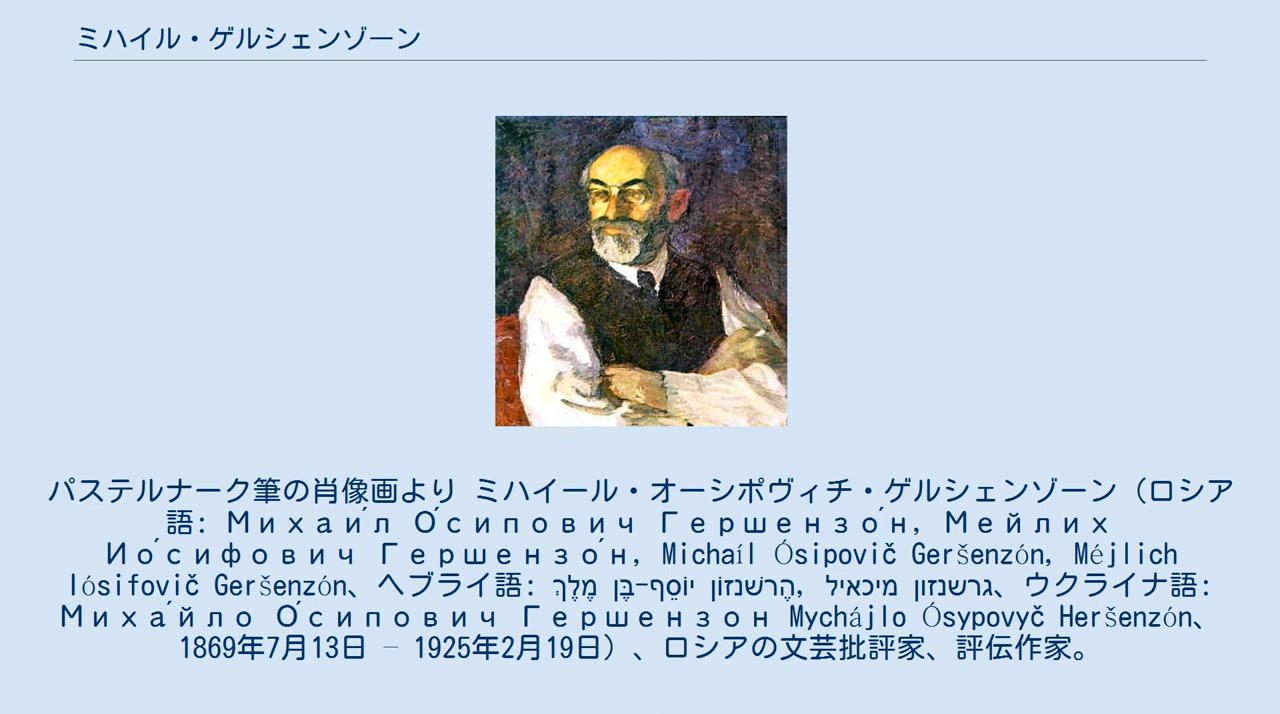 ミハイル・ゲルシェンゾーン
パステルナーク筆の肖像画より ミハイール・オーシポヴィチ・ゲルシェンゾーン（ロシア
語: Михаи́л О́сипович Гершензо́н, Мейлих
Ио́сифович Гершензо́н, Michaíl Ósipovič Geršenzón, Méjlich
Iósifovič Geršenzón、ヘブライ語: הֶרשׁנזוֹן יוֹסֵף-בֶּן מֶלֶךְ, גרשנזון מיכאיל、ウクライナ語:
Миха́йло О́сипович Гершензон Mychájlo Ósypovyč Heršenzón、
1869年7月13日 – 1925年2月19日）、ロシアの文芸批評家、評伝作家。